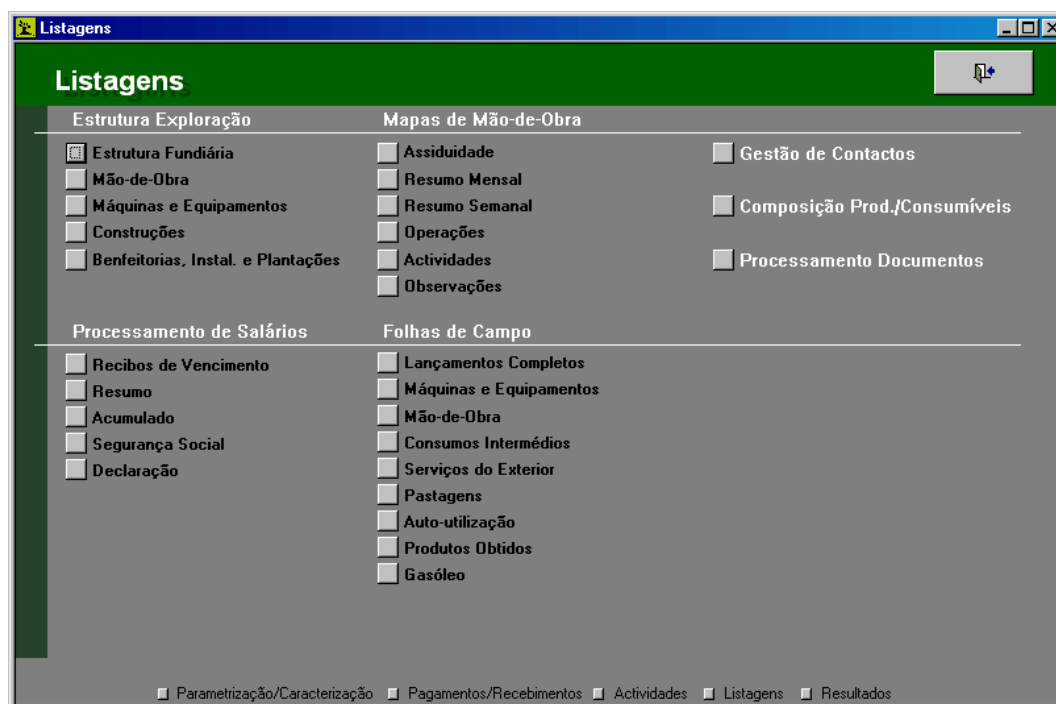 Listagens
Listagens
Estrutura Exploração
Estrutura Fundiária
Mão-de-Obra
Máquinas e Equipamentos
Construções
Benfeitorias, Instal. e Plantações
Mapas de Mão-de-Obra
Assiduidade
Resumo Mensal
Resumo Semanal
Operações
Actividades
Observações
Gestão de Contactos
Composição Prod./Consumíveis
Processamento Documentos
Processamento de Salários
Recibos de Vencimento
Resumo
Acumulado
Segurança Social
Declaração
Folhas de Campo
Lançamentos Completos
Máquinas e Equipamentos
Mão-de-Obra
Consumos Intermédios
Serviços do Exterior
Pastagens
Auto-utilização
Produtos Obtidos
Gasóleo
Parametrização/Caracterização Pagamentos/Recebimentos Actividades Listagens Resultados